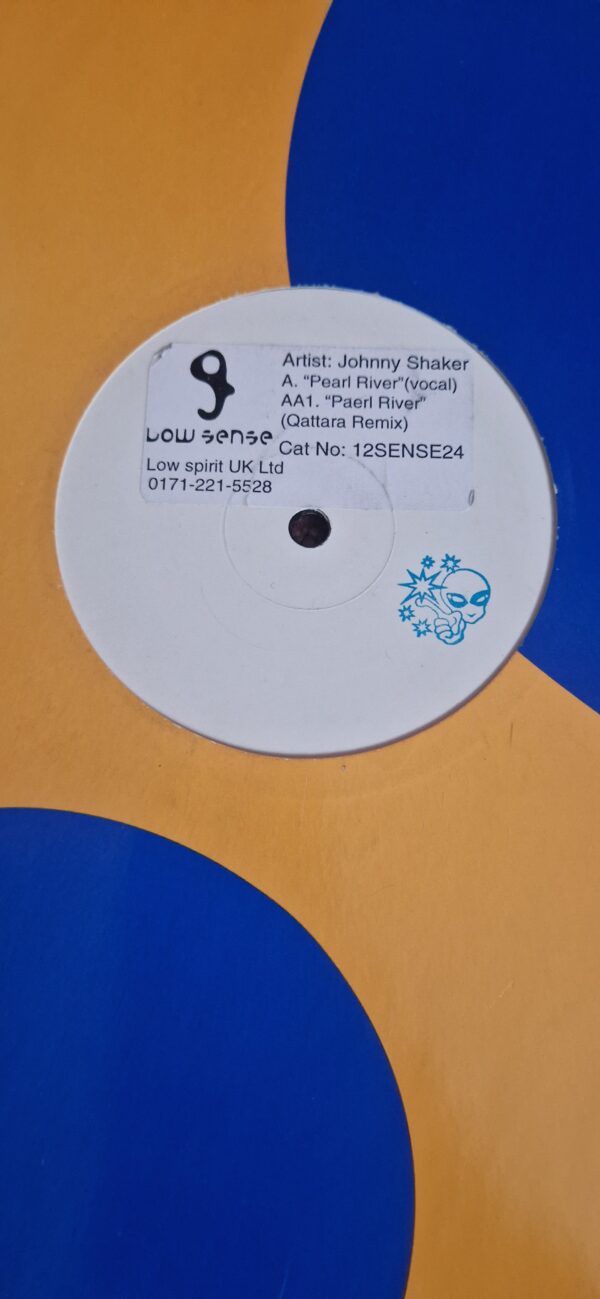 Artist: Johnny Shaker
A. "Pearl River"(vocal)
AA1. "Paerl River"
(Qattara Remix)
Cat No: 12SENSE24
Low sense
Low spirit UK Ltd
0171-221-5528